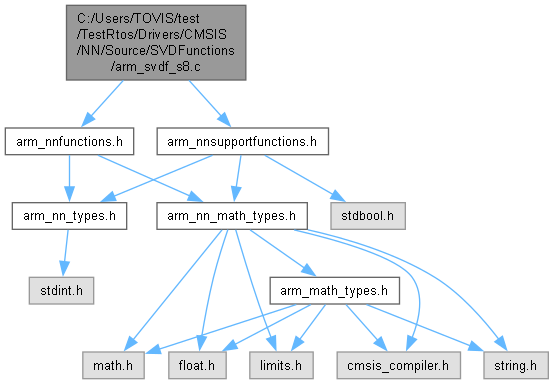 C:/Users/TOVIS/test
/TestRtos/Drivers/CMSIS
/NN/Source/SVDFunctions
/arm_svdf_s8.c
arm_nnfunctions.h
arm_nnsupportfunctions.h
arm_nn_types.h
arm_nn_math_types.h
stdbool.h
stdint.h
arm_math_types.h
math.h
float.h
limits.h
cmsis_compiler.h
string.h